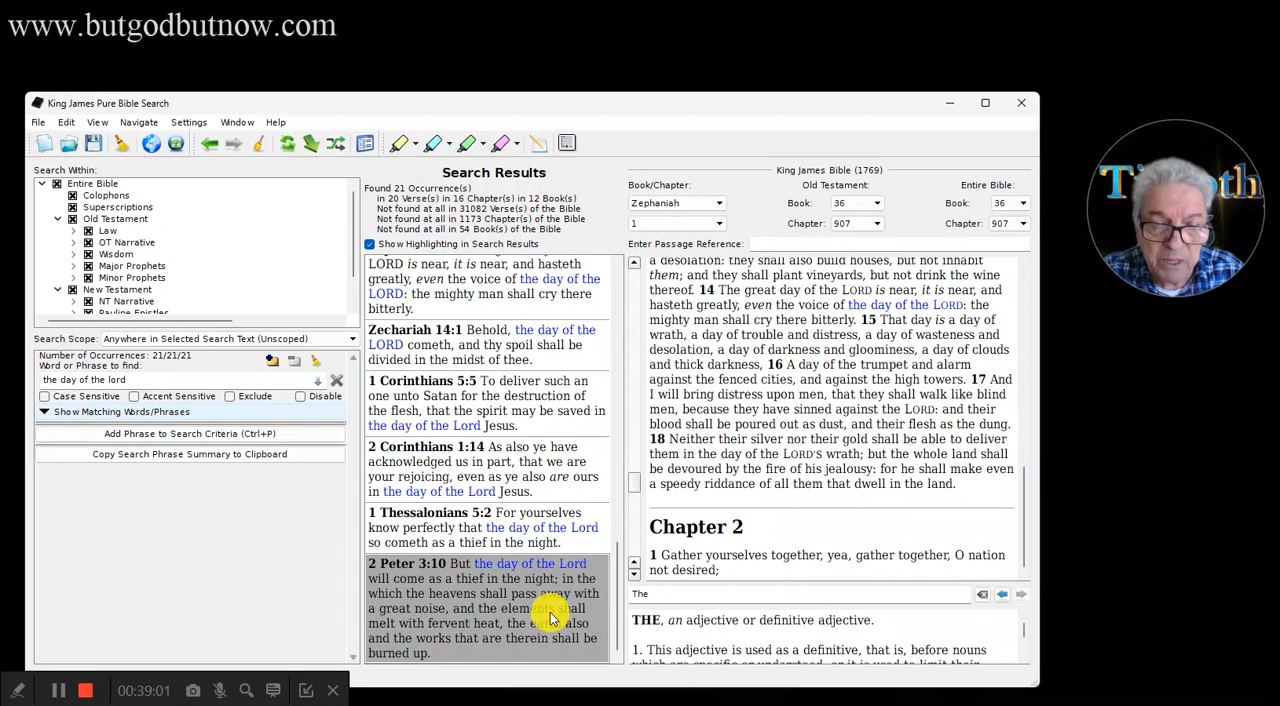 www.butgodbutnow.com
King James Pure Bible Search
File Edit View Navigate Settings Window Help
Search Within:
Entire Bible
Colophons
Superscriptions
Old Testament
Law
OT Narrative
Wisdom
Major Prophets
Minor Prophets
New Testament
NT Narrative
Pauline Epistles
Search Scope: Anywhere in Selected Search Text (Unscoped)
Number of Occurrences: 21/21/21
Word or Phrase to find:
the day of the lord
Case Sensitive Accent Sensitive Exclude Disable
Show Matching Words/Phrases
Add Phrase to Search Criteria (Ctrl+P)
Copy Search Phrase Summary to Clipboard
Search Results
Found 21 Occurrence(s)
in 20 Verse(s) in 16 Chapter(s) in 12 Book(s)
Not found at all in 31082 Verse(s) of the Bible
Not found at all in 1173 Chapter(s) of the Bible
Not found at all in 54 Book(s) of the Bible
Show Highlighting in Search Results
LORD is near, it is near, and hasteth
greatly, even the voice of the day of the
LORD: the mighty man shall cry there
bitterly.
Zechariah 14:1 Behold, the day of the
LORD cometh, and thy spoil shall be
divided in the midst of thee.
1 Corinthians 5:5 To deliver such an
one unto Satan for the destruction of
the flesh, that the spirit may be saved in
the day of the Lord Jesus.
2 Corinthians 1:14 As also ye have
acknowledged us in part, that we are
your rejoicing, even as ye also are ours
in the day of the Lord Jesus.
1 Thessalonians 5:2 For yourselves
know perfectly that the day of the Lord
so cometh as a thief in the night.
2 Peter 3:10 But the day of the Lord
will come as a thief in the night; in the
which the heavens shall pass away with
a great noise, and the elements shall
melt with fervent heat, the earth also
and the works that are therein shall be
burned up.
King James Bible (1769)
Book/Chapter: Old Testament: Entire Bible:
Zephaniah Book: 36 Book: 36
1 Chapter: 907 Chapter: 907
Enter Passage Reference:
a desolation: they shall also build houses, but not inhabit
them; and they shall plant vineyards, but not drink the wine
thereof. 14 The great day of the LORD is near, it is near, and
hasteth greatly, even the voice of the day of the LORD: the
mighty man shall cry there bitterly. 15 That day is a day of
wrath, a day of trouble and distress, a day of wasteness and
desolation, a day of darkness and gloominess, a day of clouds
and thick darkness, 16 A day of the trumpet and alarm
against the fenced cities, and against the high towers. 17 And
I will bring distress upon men, that they shall walk like blind
men, because they have sinned against the LORD: and their
blood shall be poured out as dust, and their flesh as the dung.
18 Neither their silver nor their gold shall be able to deliver
them in the day of the LORD'S wrath; but the whole land shall
be devoured by the fire of his jealousy: for he shall make even
a speedy riddance of all them that dwell in the land.
Chapter 2
1 Gather yourselves together, yea, gather together, O nation
not desired;
The
THE, an adjective or definitive adjective.
1. This adjective is used as a definitive, that is, before nouns
00:39:01